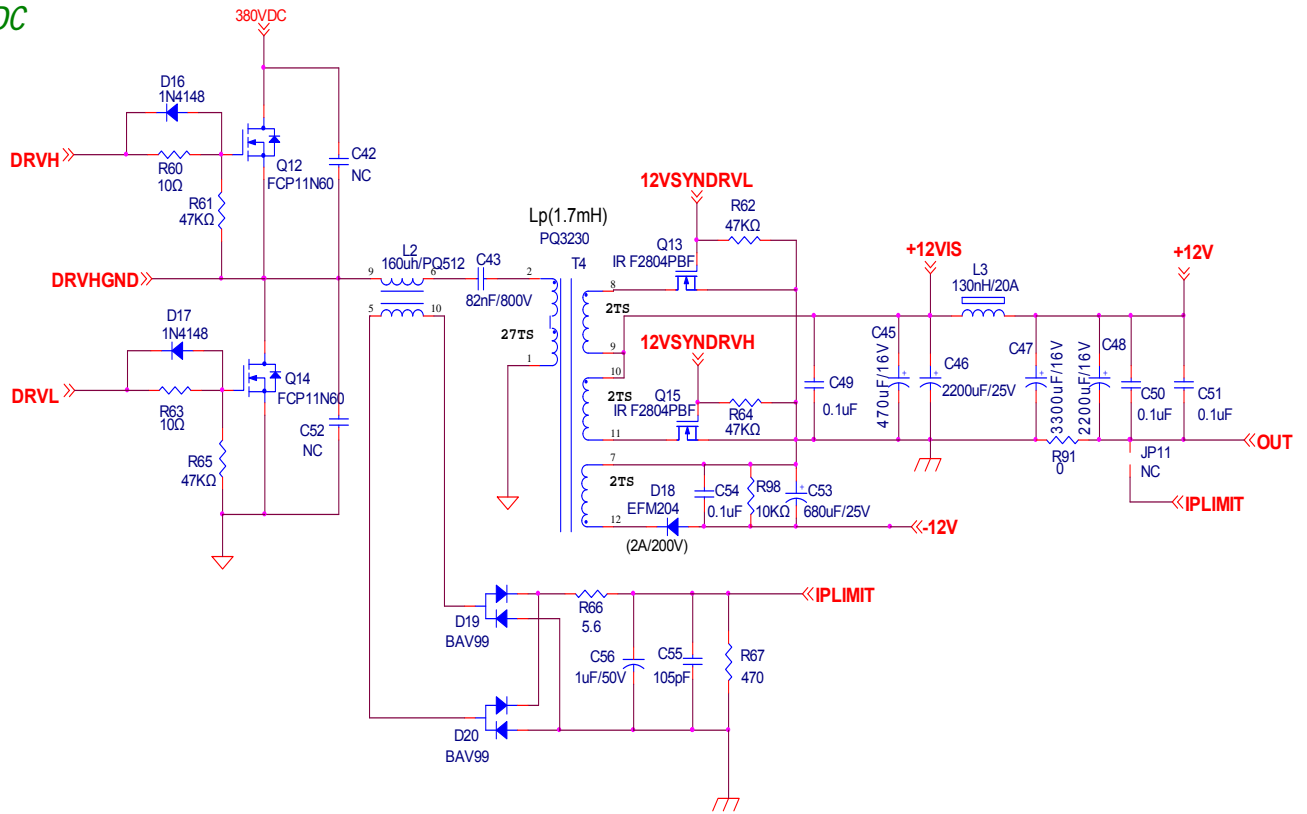 DC
380VDC
D16
1N4148
DRVH
R60
10Ω
Q12
FCP11N60
C42
NC
R61
47KΩ
DRVHGND
L2
160uh/PQ512
9
6
5
10
C43
82nF/800V
D17
1N4148
DRVL
R63
10Ω
Q14
FCP11N60
C52
NC
R65
47KΩ
Lp(1.7mH)
PQ3230
T4
2
27TS
1
8
2TS
9
10
2TS
11
7
2TS
12
12VSYNDRVL
R62
47KΩ
Q13
IR F2804PBF
12VSYNDRVH
Q15
IR F2804PBF
R64
47KΩ
+12VIS
L3
130nH/20A
+12V
C49
0.1uF
C45
470uF/16V
C46
2200uF/25V
C47
3300uF/16V
C48
2200uF/16V
C50
0.1uF
C51
0.1uF
R91
0
OUT
JP11
NC
IPLIMIT
D18
EFM204
(2A/200V)
C54
0.1uF
R98
10KΩ
C53
680uF/25V
-12V
D19
BAV99
R66
5.6
IPLIMIT
C56
1uF/50V
C55
105pF
R67
470
D20
BAV99